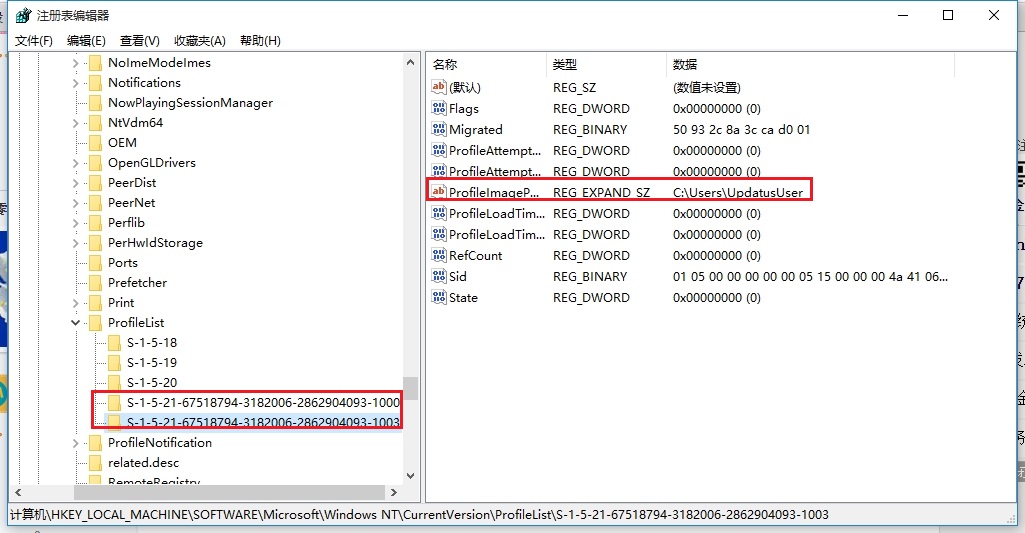 注册表编辑器
文件(F) 编辑(E) 查看(V) 收藏夹(A) 帮助(H)
NoImeModeImes
Notifications
NowPlayingSessionManager
NtVdm64
OEM
OpenGLDrivers
PeerDist
PeerNet
Perflib
PerHwIdStorage
Ports
Prefetcher
Print
ProfileList
S-1-5-18
S-1-5-19
S-1-5-20
S-1-5-21-67518794-3182006-2862904093-1000
S-1-5-21-67518794-3182006-2862904093-1003
ProfileNotification
related.desc
RemoteRegistry
名称 类型 数据
(默认) REG_SZ (数值未设置)
Flags REG_DWORD 0x00000000 (0)
Migrated REG_BINARY 50 93 2c 8a 3c ca d0 01
ProfileAttempt... REG_DWORD 0x00000000 (0)
ProfileAttempt... REG_DWORD 0x00000000 (0)
ProfileImageP... REG_EXPAND_SZ C:\Users\UpdatusUser
ProfileLoadTim... REG_DWORD 0x00000000 (0)
ProfileLoadTim... REG_DWORD 0x00000000 (0)
RefCount REG_DWORD 0x00000000 (0)
Sid REG_BINARY 01 05 00 00 00 00 00 05 15 00 00 00 4a 41 06...
State REG_DWORD 0x00000000 (0)
计算机\HKEY_LOCAL_MACHINE\SOFTWARE\Microsoft\Windows NT\CurrentVersion\ProfileList\S-1-5-21-67518794-3182006-2862904093-1003